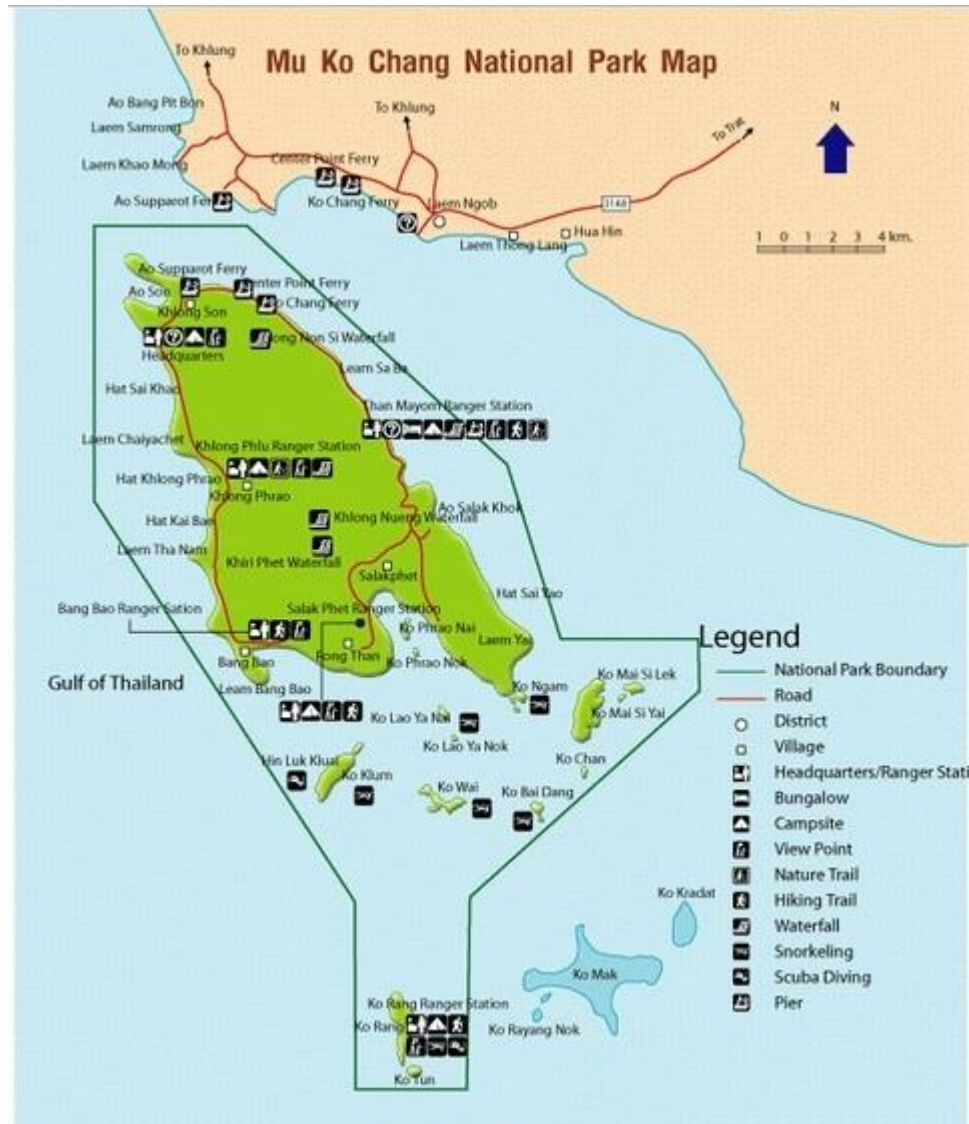 Mu Ko Chang National Park Map
To Khlung
Ao Bang Pit Bon
To Khlung
N
Laem Samrong
To Trat
Center Point Ferry
Laem Khao Mong
Ao Supparot Fer
Ko Chang Ferry
Laem Ngob
3148
Hua Hin
Laem Thong Lang
1 0 1 2 3 4 km.
Ao Supparot Ferry
Center Point Ferry
Ao Son
Ko Chang Ferry
Khlong Son
Khlong Non Si Waterfall
Headquarters
Learn Sa Ba
Hat Sai Khao
Than Mayom Ranger Station
Laem Chaiyachet
Khlong Phlu Ranger Station
Hat Khlong Phrao
Khlong Phrao
Ao Salak Khok
Hat Kai Bae
Khlong Nueng Waterfall
Laem Tha Nam
Khiri Phet Waterfall
Salakphet
Hat Sai Yao
Bang Bao Ranger Sation
Salak Phet Ranger Station
Ko Phrao Nai
Laem Yai
Legend
Rong Than
Bang Bao
Ko Phrao Nok
National Park Boundary
Gulf of Thailand
Learn Bang Bao
Ko Ngam
Ko Mai Si Lek
Road
Ko Lao Ya Nai
Ko Mai Si Yai
District
Ko Lao Ya Nok
Village
Hin Luk Kluai
Ko Chan
Headquarters/Ranger Stati
Ko Klum
Ko Wai
Ko Bai Dang
Bungalow
Campsite
View Point
Nature Trail
Hiking Trail
Ko Kradat
Waterfall
Snorkeling
Ko Mak
Scuba Diving
Ko Rang Ranger Station
Pier
Ko Rang
Ko Rayang Nok
Ko Tun